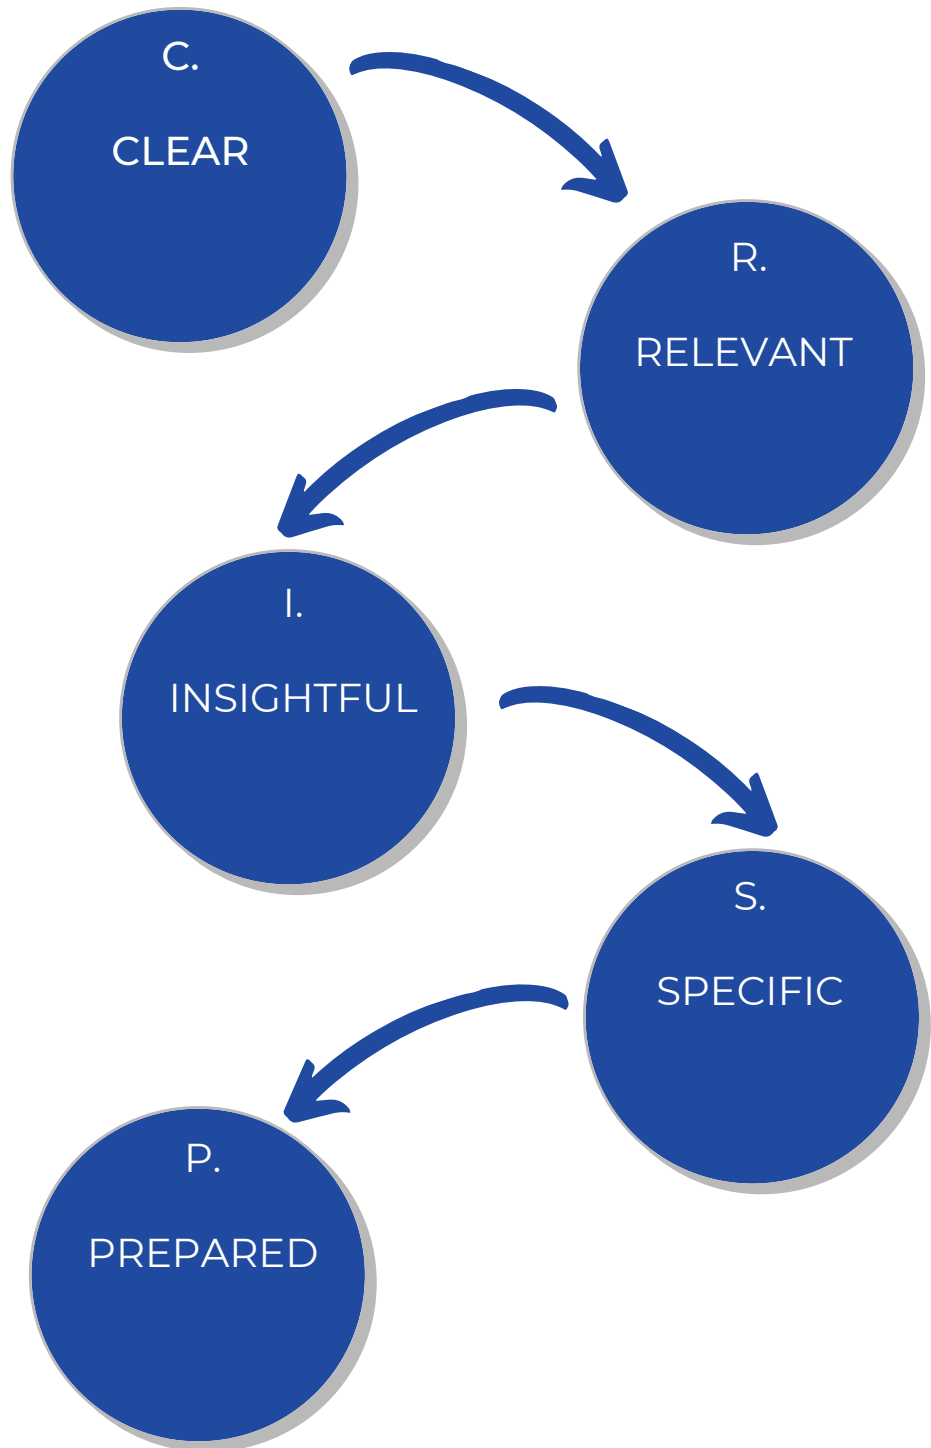 C.
CLEAR
R.
RELEVANT
I.
INSIGHTFUL
S.
SPECIFIC
P.
PREPARED